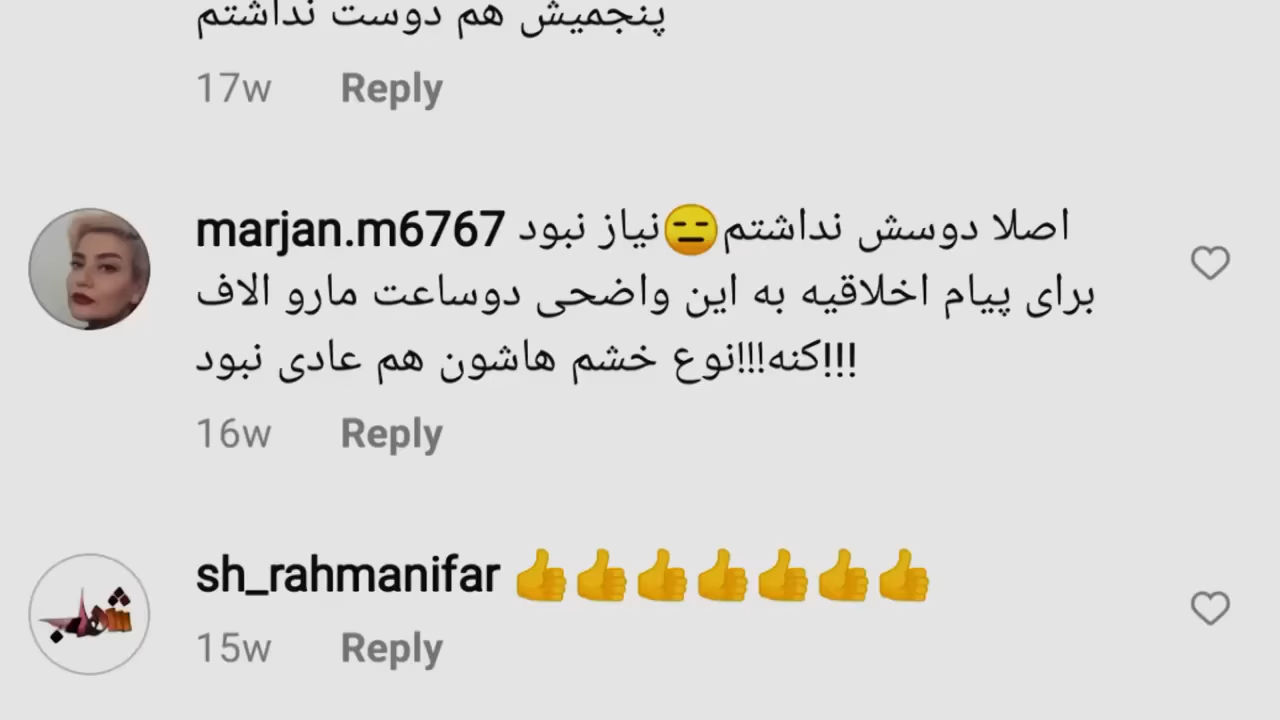 پنجمیش هم دوست نداشتم
17w Reply
marjan.m6767 اصلا دوسش نداشتم😑نیاز نبود
برای پیام اخلاقیه به این واضحی دوساعت مارو الاف
کنه!!!نوع خشم هاشون هم عادی نبود!!!
16w Reply
sh_rahmanifar 👍👍👍👍👍👍👍
15w Reply